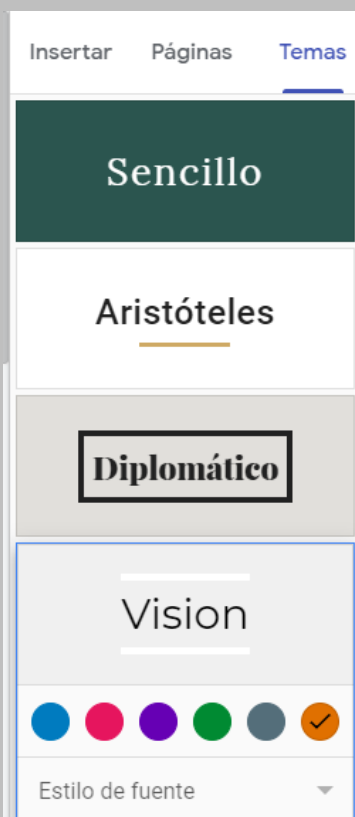 Insertar Páginas Temas
Sencillo
Aristóteles
Diplomático
Vision
Estilo de fuente